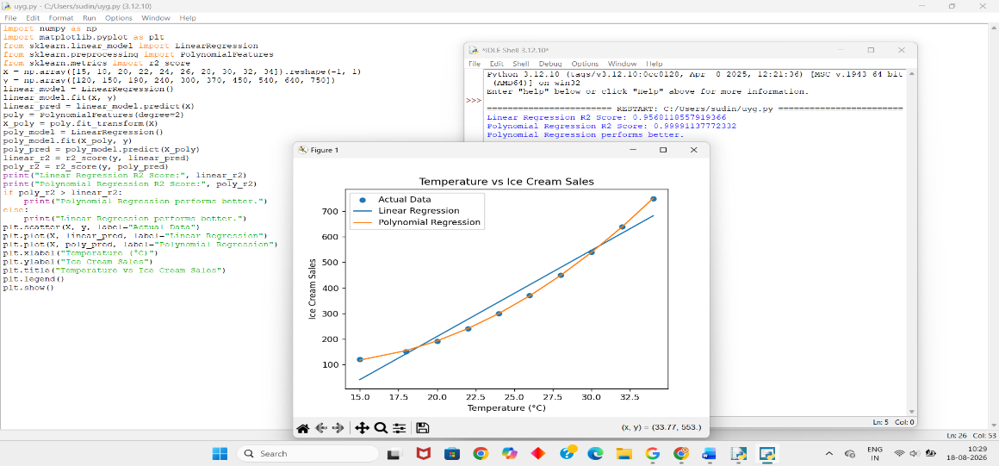 uyg.py - C:/Users/sudin/uyg.py (3.12.10)
File Edit Format Run Options Window Help
import numpy as np
import matplotlib.pyplot as plt
from sklearn.linear_model import LinearRegression
from sklearn.preprocessing import PolynomialFeatures
from sklearn.metrics import r2_score
X = np.array([15, 18, 20, 22, 24, 26, 28, 30, 32, 34]).reshape(-1, 1)
y = np.array([120, 150, 190, 240, 300, 370, 450, 540, 640, 750])
linear_model = LinearRegression()
linear_model.fit(X, y)
linear_pred = linear_model.predict(X)
poly = PolynomialFeatures(degree=2)
X_poly = poly.fit_transform(X)
poly_model = LinearRegression()
poly_model.fit(X_poly, y)
poly_pred = poly_model.predict(X_poly)
linear_r2 = r2_score(y, linear_pred)
poly_r2 = r2_score(y, poly_pred)
print("Linear Regression R2 Score:", linear_r2)
print("Polynomial Regression R2 Score:", poly_r2)
if poly_r2 > linear_r2:
    print("Polynomial Regression performs better.")
else:
    print("Linear Regression performs better.")
plt.scatter(X, y, label="Actual Data")
plt.plot(X, linear_pred, label="Linear Regression")
plt.plot(X, poly_pred, label="Polynomial Regression")
plt.xlabel("Temperature (°C)")
plt.ylabel("Ice Cream Sales")
plt.title("Temperature vs Ice Cream Sales")
plt.legend()
plt.show()
*IDLE Shell 3.12.10*
File Edit Shell Debug Options Window Help
Python 3.12.10 (tags/v3.12.10:0cc8128, Apr 2025, 12:21:36) [MSC v.1943 64 bit
(AMD64)] on win32
Enter "help" below or click "Help" above for more information.
>>>
======================== RESTART: C:/Users/sudin/uyg.py ========================
Linear Regression R2 Score: 0.9568118557919366
Polynomial Regression R2 Score: 0.99991137772332
Polynomial Regression performs better.
Figure 1
Temperature vs Ice Cream Sales
Actual Data
Linear Regression
Polynomial Regression
700
600
500
400
300
200
100
Ice Cream Sales
15.0 17.5 20.0 22.5 25.0 27.5 30.0 32.5
Temperature (°C)
(x, y) = (33.77, 553.)
Ln: 5 Col: 0
Ln: 26 Col: 53
Search
ENG
IN
10:29
18-08-2026